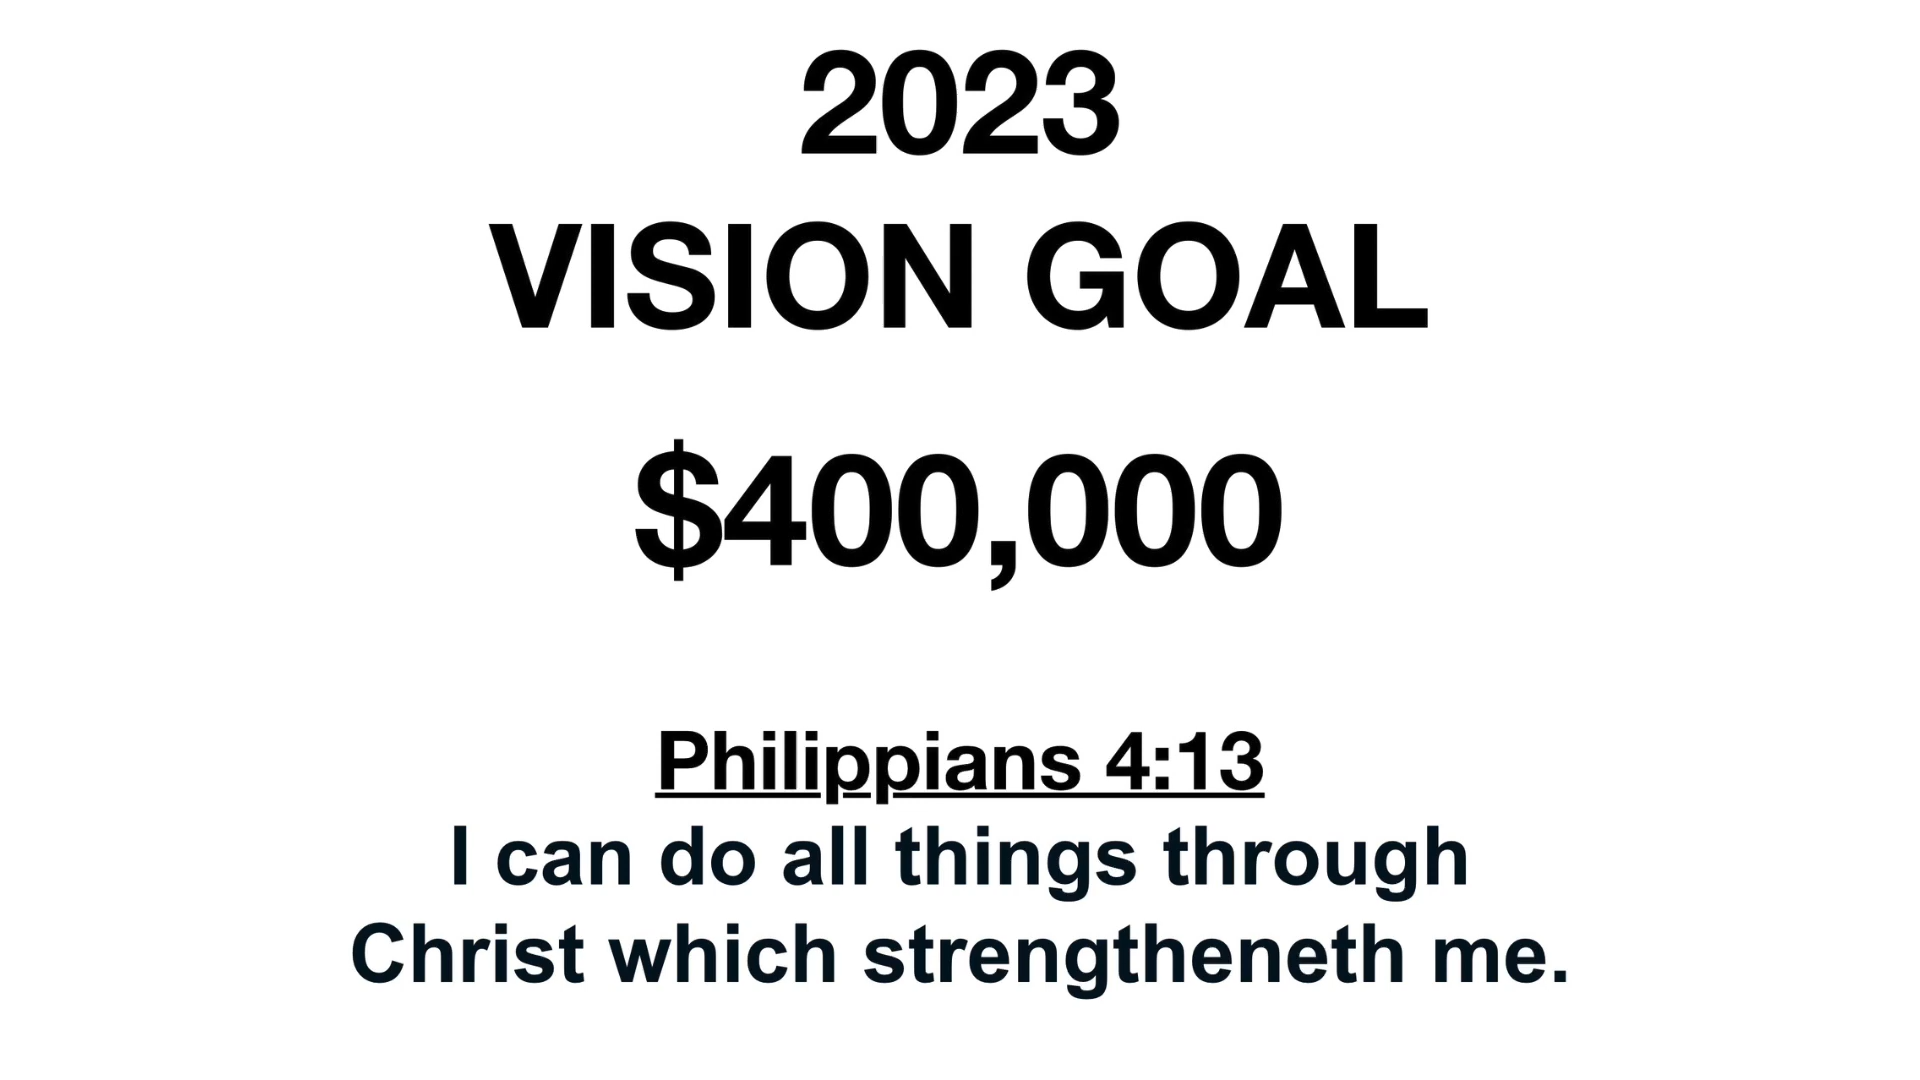 2023
VISION GOAL
$400,000
Philippians 4:13
I can do all things through
Christ which strengtheneth me.